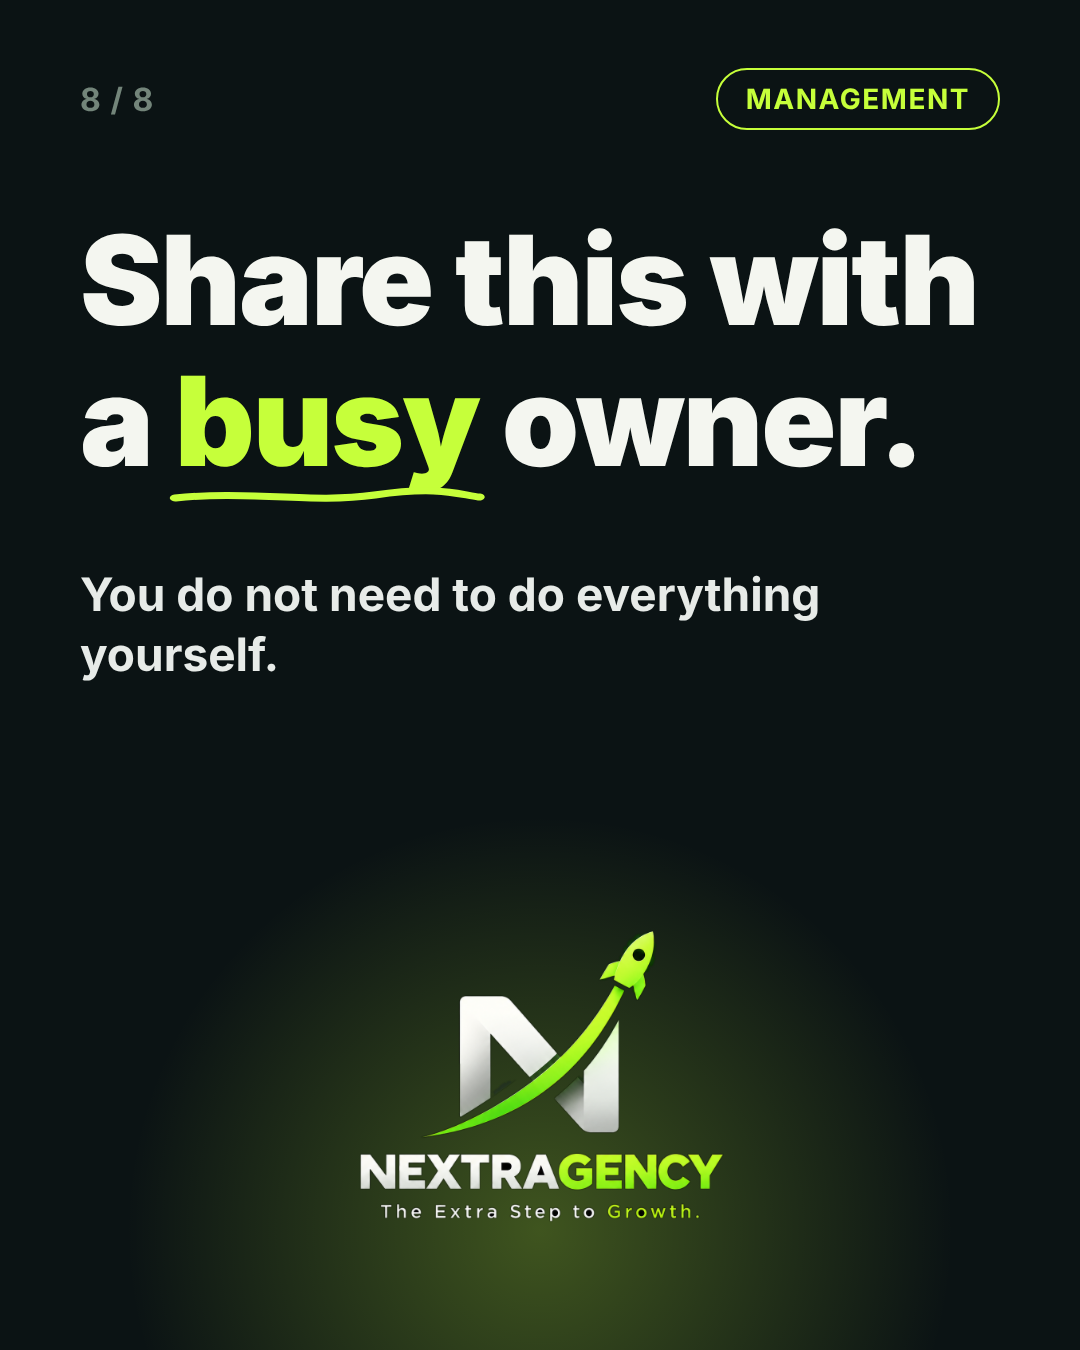 8 / 8
MANAGEMENT
Share this with
a busy owner.
You do not need to do everything
yourself.
NEXTRAGENCY
The Extra Step to Growth.